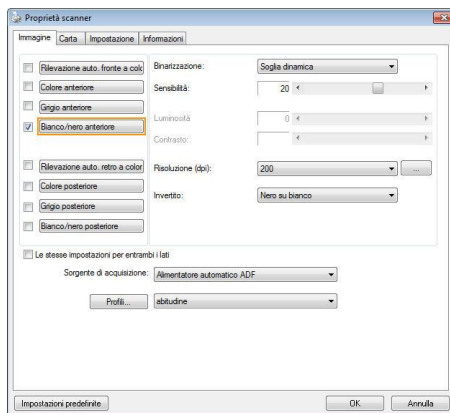 Proprietà scanner
Immagine Carta Impostazione Informazioni
Rilevazione auto. fronte a colo
Colore anteriore
Grigio anteriore
Bianco/nero anteriore
Rilevazione auto. retro a color
Colore posteriore
Grigio posteriore
Bianco/nero posteriore
Binarizzazione: Soglia dinamica
Sensibilità: 20
Luminosità 0
Contrasto:
Risoluzione (dpi): 200 ...
Invertito: Nero su bianco
Le stesse impostazioni per entrambi i lati
Sorgente di acquisizione: Alimentatore automatico ADF
Profili... abitudine
Impostazioni predefinite OK Annulla